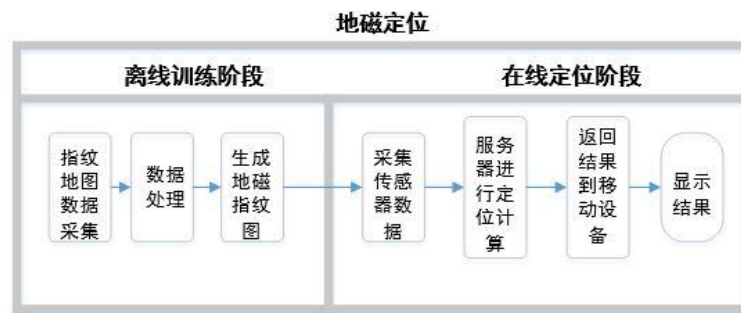 地磁定位
离线训练阶段
在线定位阶段
指纹
地图
数据
采集
数据
处理
生成
地磁
指纹
图
采集
传感
器数
据
服务
器进
行定
位计
算
返回
结果
到移
动设
备
显示
结果